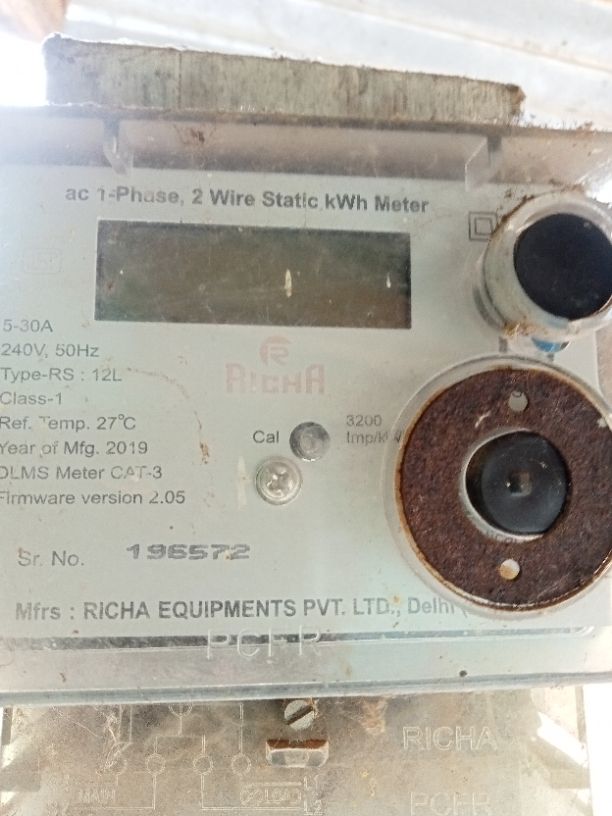 ac 1-Phase, 2 Wire Static kWh Meter
5-30A
240V, 50Hz
Type-RS : 12L
Class-1
Ref. Temp. 27°C
Year of Mfg. 2019
DLMS Meter CAT-3
Firmware version 2.05
RICHA
Cal
3200
Sr. No. 196572
Mfrs : RICHA EQUIPMENTS PVT. LTD., Delhi
PCFR
RICHA
MAIN
LOAD
PCFR